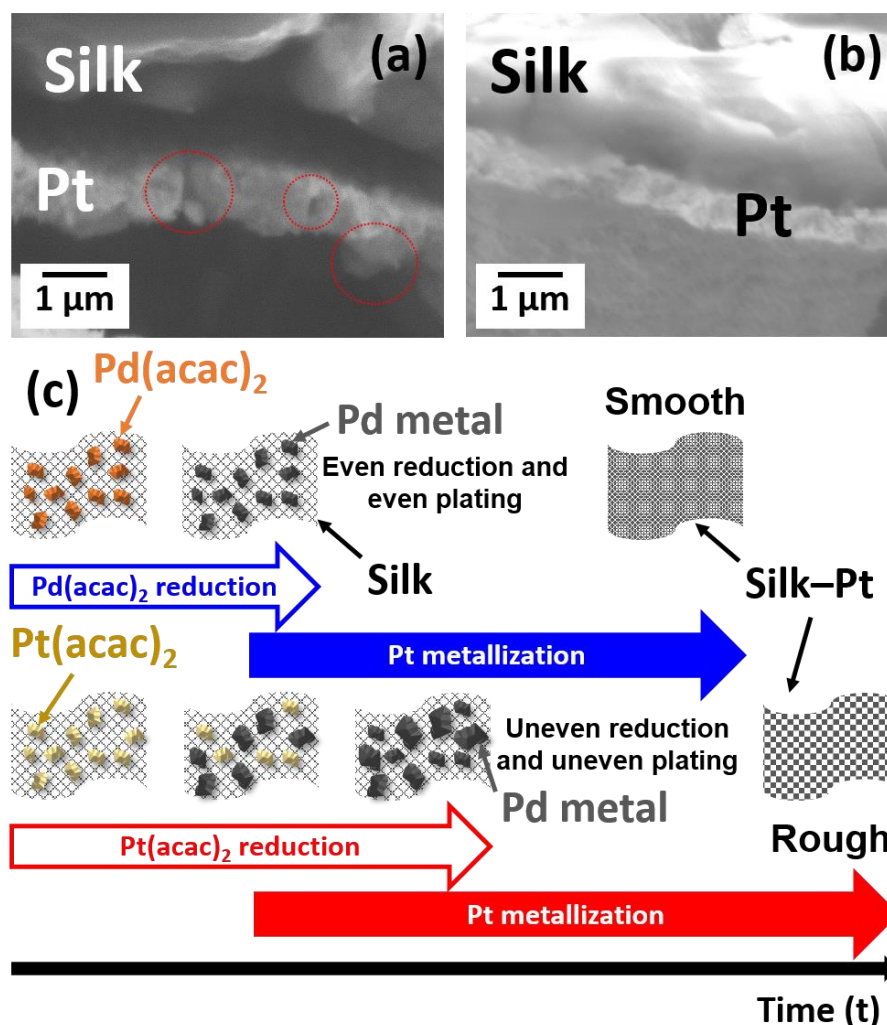 Silk
(a)
Pt
1 µm
Silk
(b)
Pt
1 µm
(c)
Pd(acac)₂
Pd metal
Even reduction and
even plating
Smooth
Pd(acac)₂ reduction
Silk
Silk–Pt
Pt metallization
Pt(acac)₂
Uneven reduction
and uneven plating
Pd metal
Pt(acac)₂ reduction
Rough
Pt metallization
Time (t)